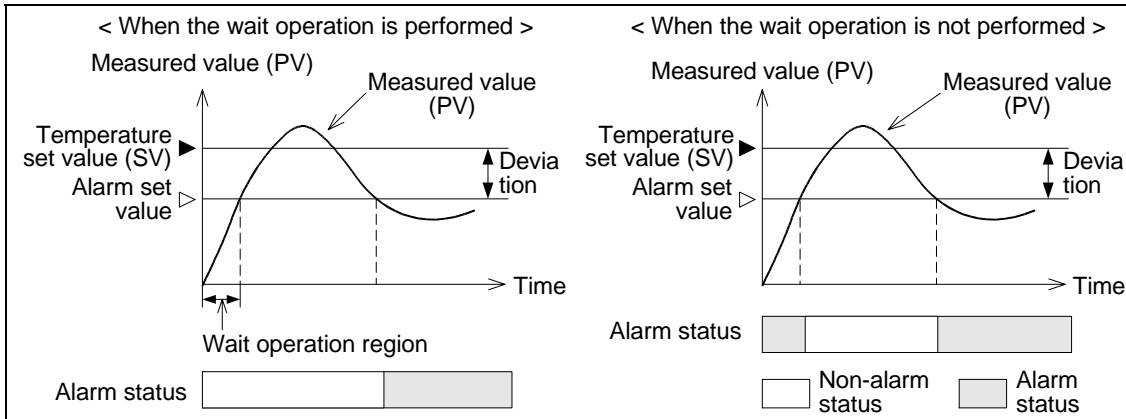 < When the wait operation is performed >
Measured value (PV)
Measured value
(PV)
Temperature
set value (SV)
Alarm set
value
Devia
tion
Time
Wait operation region
Alarm status
< When the wait operation is not performed >
Measured value (PV)
Measured value
(PV)
Temperature
set value (SV)
Alarm set
value
Devia
tion
Time
Alarm status
Non-alarm
status
Alarm
status